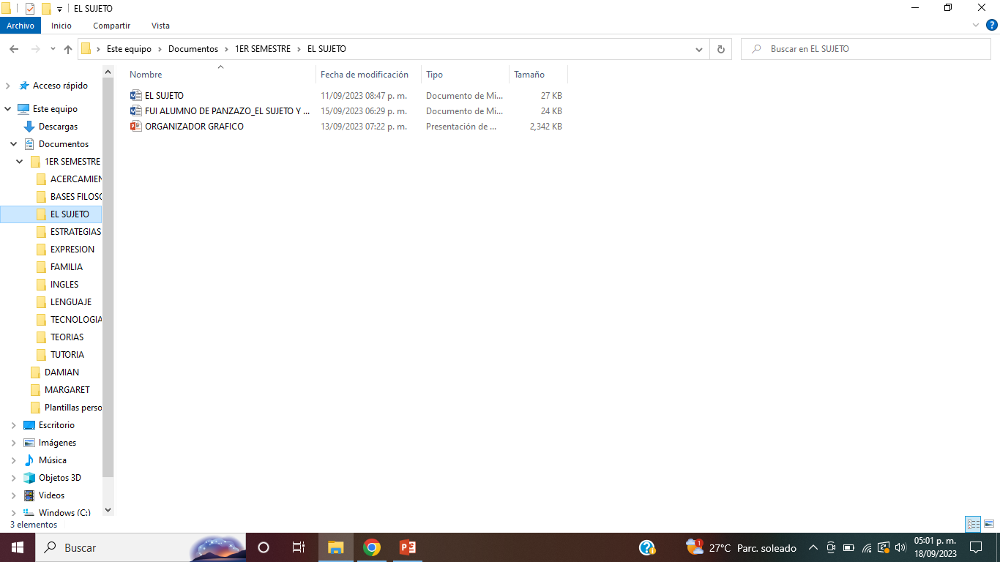 EL SUJETO
Archivo Inicio Compartir Vista
Este equipo Documentos 1ER SEMESTRE EL SUJETO
Buscar en EL SUJETO
Nombre Fecha de modificación Tipo Tamaño
EL SUJETO 11/09/2023 08:47 p. m. Documento de Mi... 27 KB
FUI ALUMNO DE PANZAZO_EL SUJETO Y ... 15/09/2023 06:29 p. m. Documento de Mi... 24 KB
ORGANIZADOR GRAFICO 13/09/2023 07:22 p. m. Presentación de ... 2,342 KB
Acceso rápido
Este equipo
Descargas
Documentos
1ER SEMESTRE
ACERCAMIEN
BASES FILOSO
EL SUJETO
ESTRATEGIAS
EXPRESION
FAMILIA
INGLES
LENGUAJE
TECNOLOGIA
TEORIAS
TUTORIA
DAMIAN
MARGARET
Plantillas perso
Escritorio
Imágenes
Música
Objetos 3D
Videos
Windows (C:)
3 elementos
Buscar
1
27°C Parc. soleado
05:01 p. m.
18/09/2023